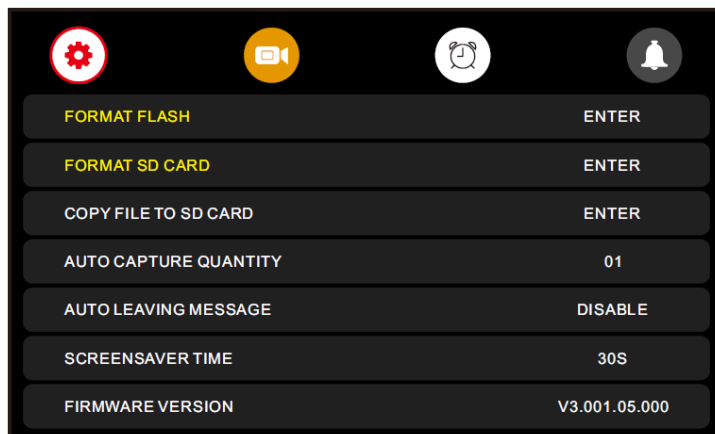 FORMAT FLASH ENTER
FORMAT SD CARD ENTER
COPY FILE TO SD CARD ENTER
AUTO CAPTURE QUANTITY 01
AUTO LEAVING MESSAGE DISABLE
SCREENSAVER TIME 30S
FIRMWARE VERSION V3.001.05.000